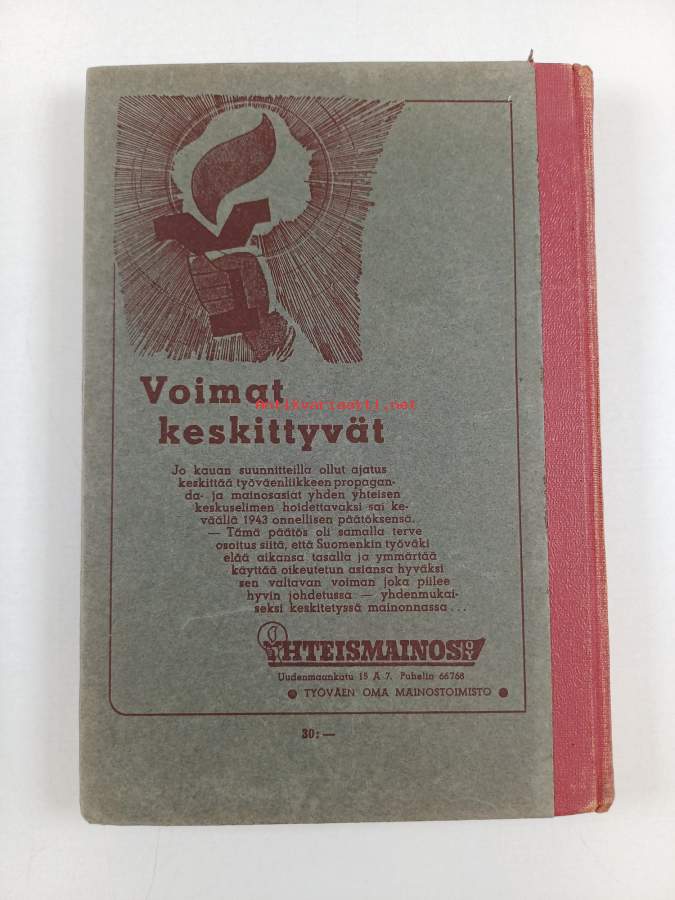 Voimat
Antikvariaatti.net
keskittyvät
Jo kauan suunnitteilla ollut ajatus
keskittää työväenliikkeen propagan-
da- ja mainosasiat yhden yhteisen
keskuselimen hoidettavaksi sai ke-
väällä 1943 onnellisen päätöksensä.
— Tämä päätös oli samalla terve
osoitus siitä, että Suomenkin työväki
elää aikansa tasalla ja ymmärtää
käyttää oikeutetun asiansa hyväksi
sen valtavan voiman joka piilee
hyvin johdetussa — yhdenmukai-
seksi keskitetyssä mainonnassa...
YHTEISMAINOS OY
Uudenmaankatu 15 A 7. Puhelin 66768
● TYÖVÄEN OMA MAINOSTOIMISTO ●
30:—